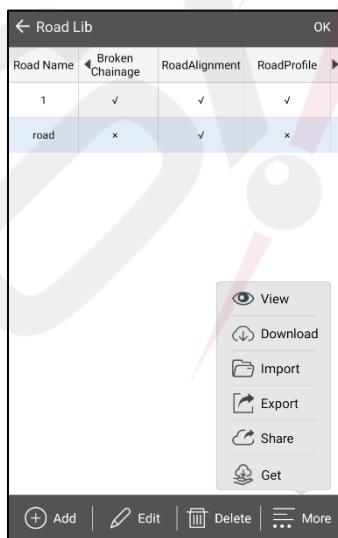 ← Road Lib OK
Road Name Broken Chainage RoadAlignment RoadProfile
1 √ √ √
road × √ ×
View
Download
Import
Export
Share
Get
Add Edit Delete More